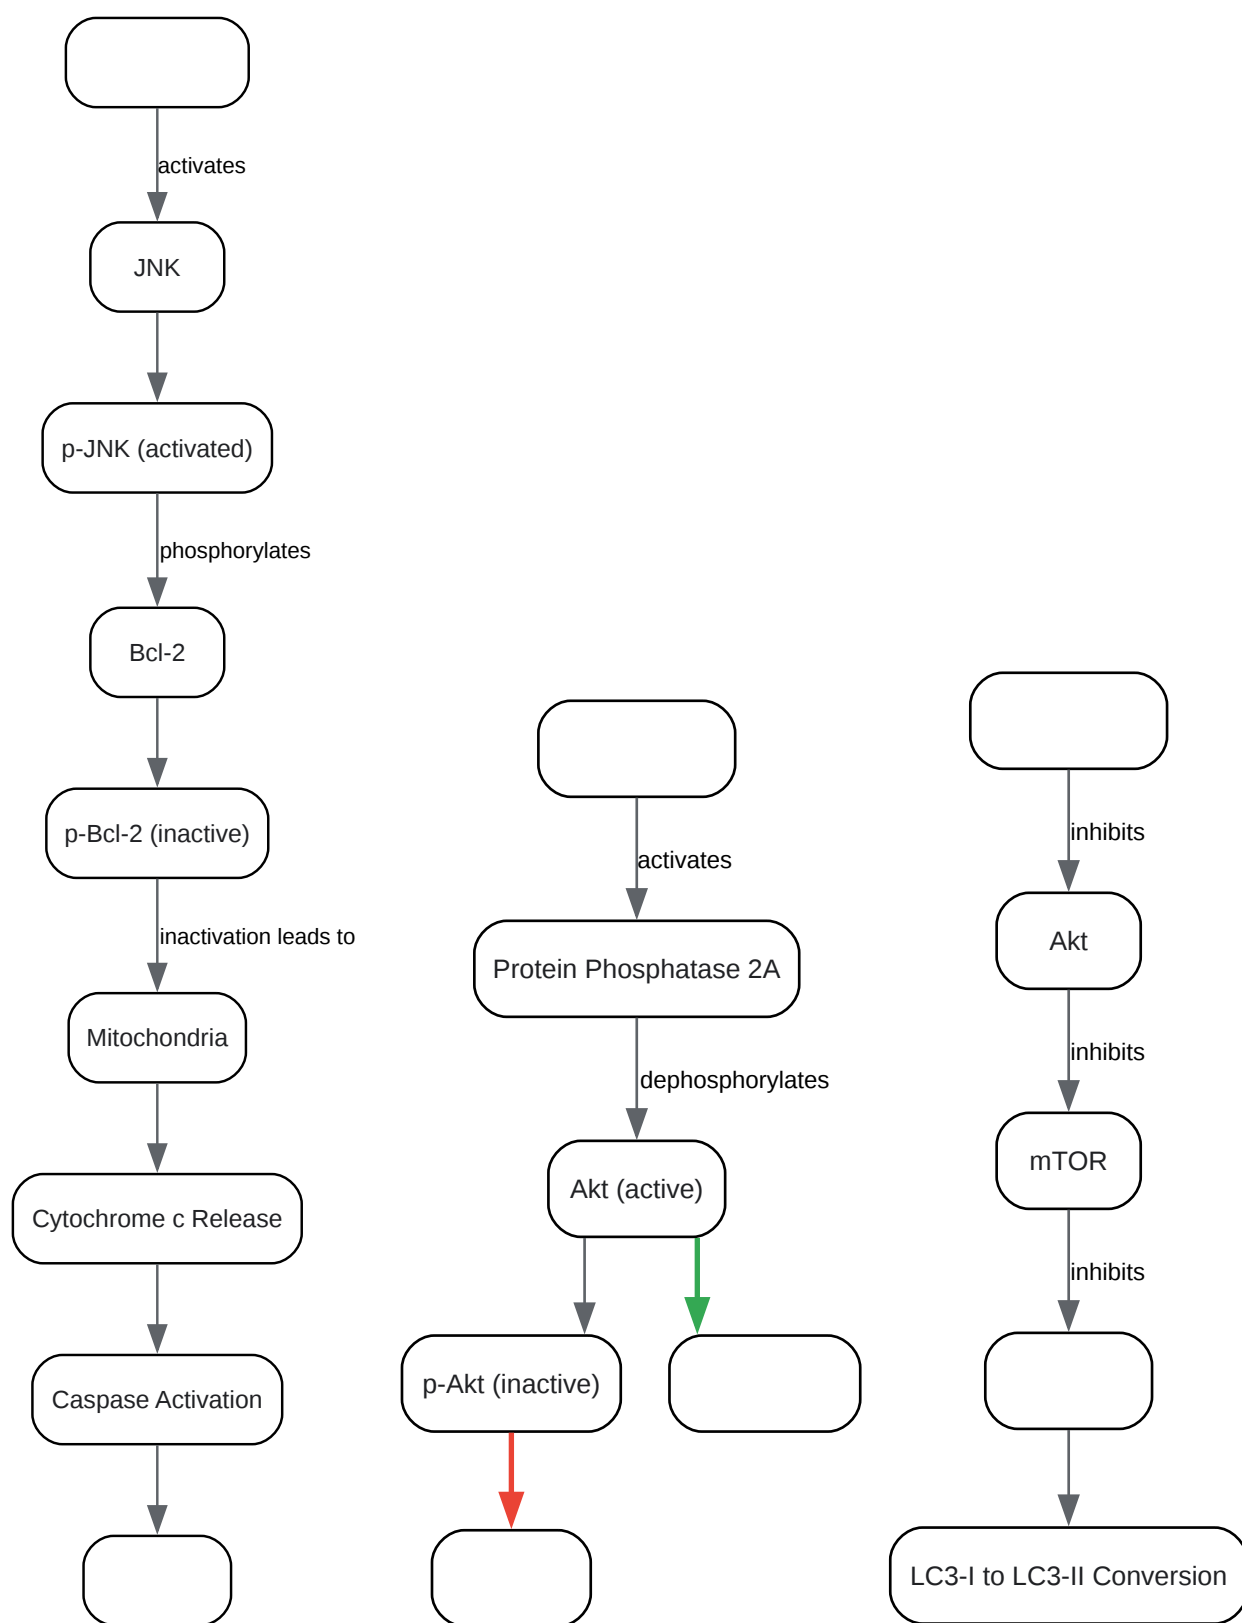 activates
JNK
p-JNK (activated)
phosphorylates
Bcl-2
p-Bcl-2 (inactive)
inactivation leads to
Mitochondria
Cytochrome c Release
Caspase Activation
activates
Protein Phosphatase 2A
dephosphorylates
Akt (active)
p-Akt (inactive)
inhibits
Akt
inhibits
mTOR
inhibits
LC3-I to LC3-II Conversion